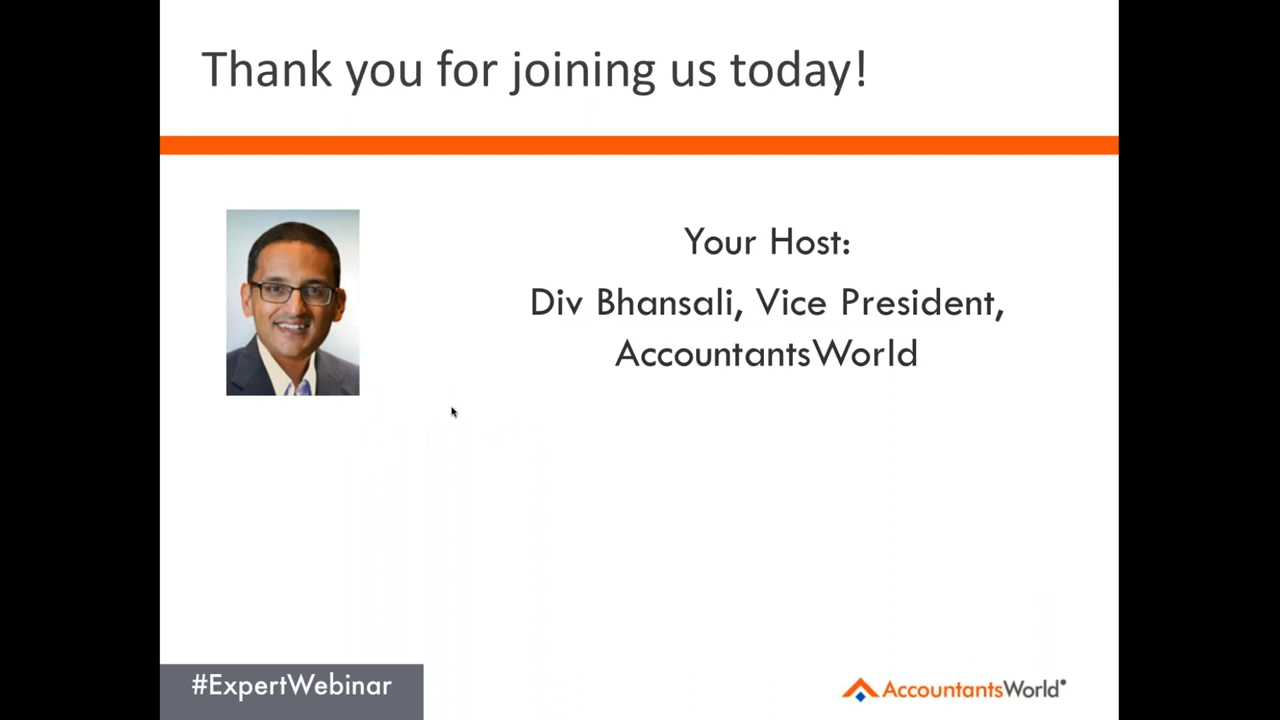 Thank you for joining us today!
Your Host:
Div Bhansali, Vice President,
AccountantsWorld
#ExpertWebinar
AccountantsWorld®